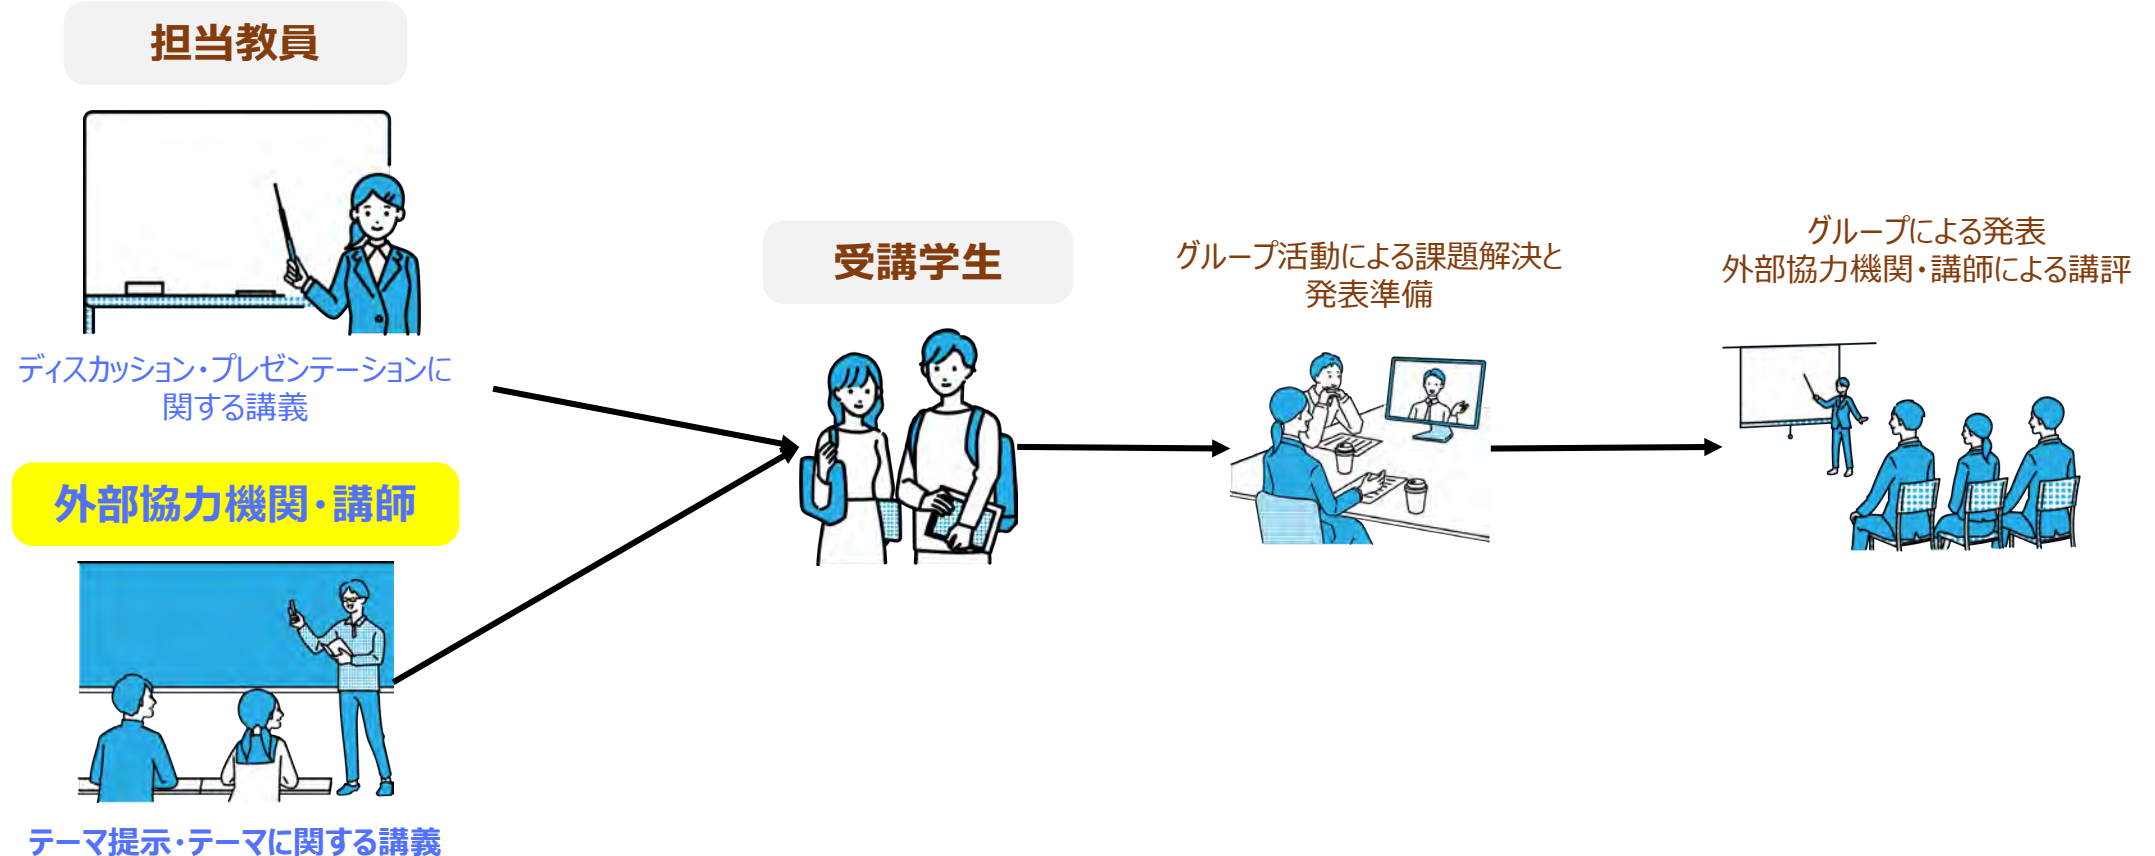 担当教員
ディスカッション・プレゼンテーションに
関する講義
外部協力機関・講師
テーマ提示・テーマに関する講義
受講学生
グループ活動による課題解決と
発表準備
グループによる発表
外部協力機関・講師による講評